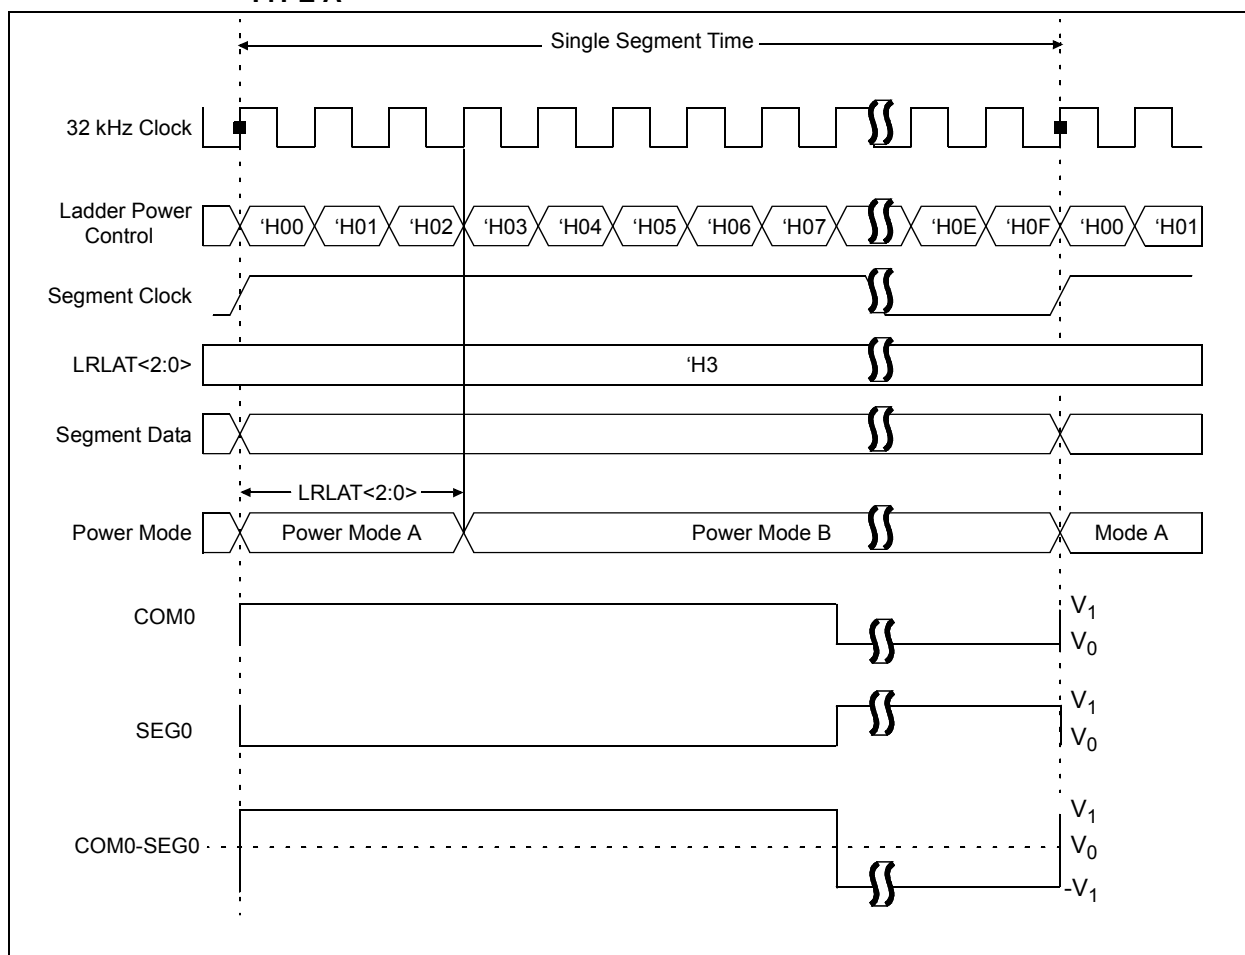 Single Segment Time
32 kHz Clock
Ladder Power
Control
‘H00 ‘H01 ‘H02 ‘H03 ‘H04 ‘H05 ‘H06 ‘H07 ‘H0E ‘H0F ‘H00 ‘H01
Segment Clock
LRLAT<2:0>
‘H3
Segment Data
LRLAT<2:0>
Power Mode
Power Mode A
Power Mode B
Mode A
COM0
V1
V0
SEG0
V1
V0
COM0-SEG0
V1
V0
-V1